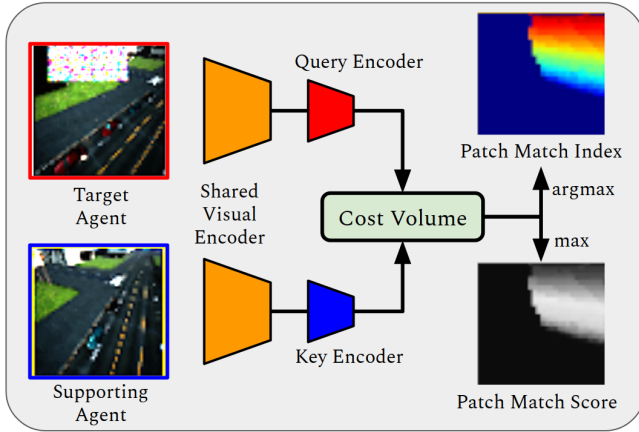 Target
Agent
Shared
Visual
Encoder
Query Encoder
Cost Volume
Key Encoder
Supporting
Agent
Patch Match Index
argmax
max
Patch Match Score